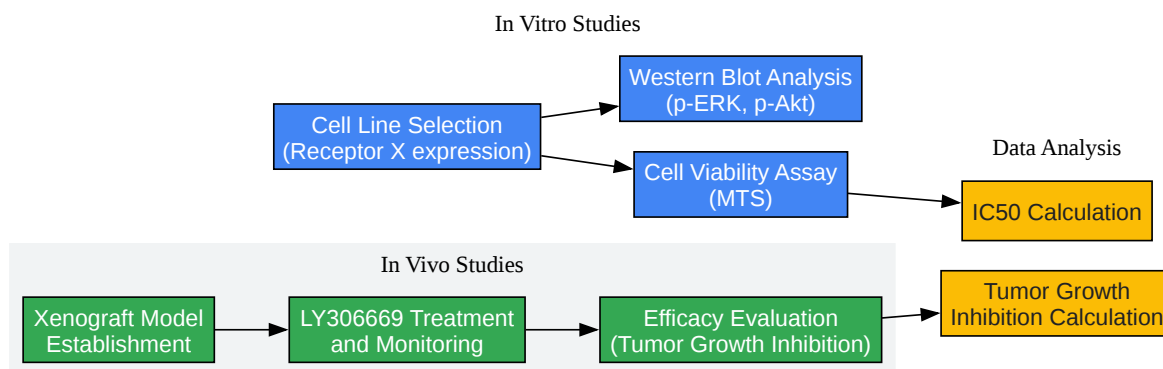 In Vitro Studies
Western Blot Analysis
(p-ERK, p-Akt)
Cell Line Selection
(Receptor X expression)
Cell Viability Assay
(MTS)
Data Analysis
IC50 Calculation
In Vivo Studies
Xenograft Model
Establishment
LY306669 Treatment
and Monitoring
Efficacy Evaluation
(Tumor Growth Inhibition)
Tumor Growth
Inhibition Calculation